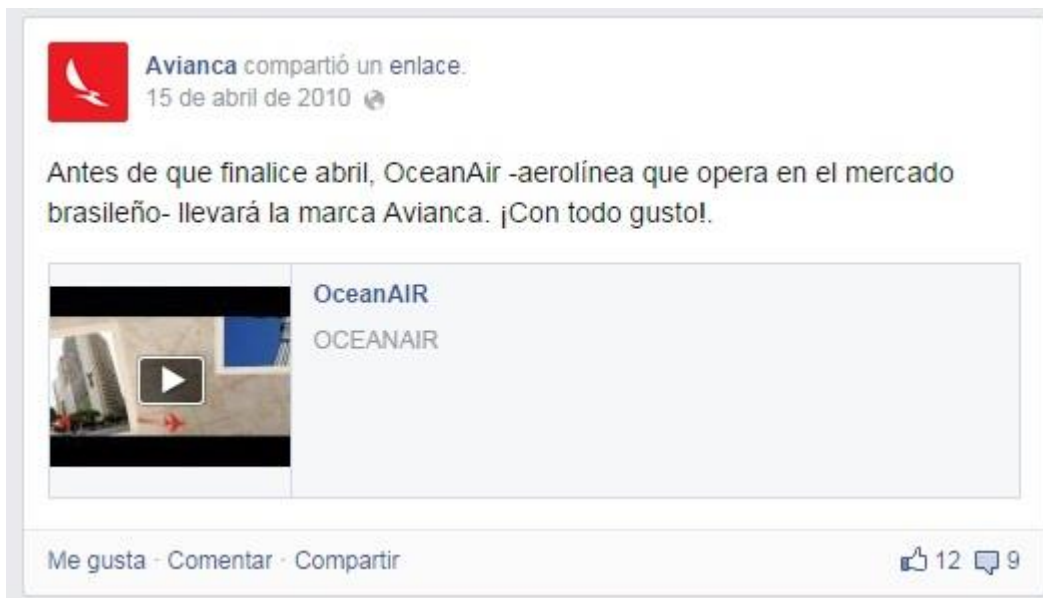 Avianca compartió un enlace.
15 de abril de 2010
Antes de que finalice abril, OceanAir -aerolínea que opera en el mercado
brasileño- llevará la marca Avianca. ¡Con todo gusto!.
OceanAIR
OCEANAIR
Me gusta · Comentar · Compartir
12 9